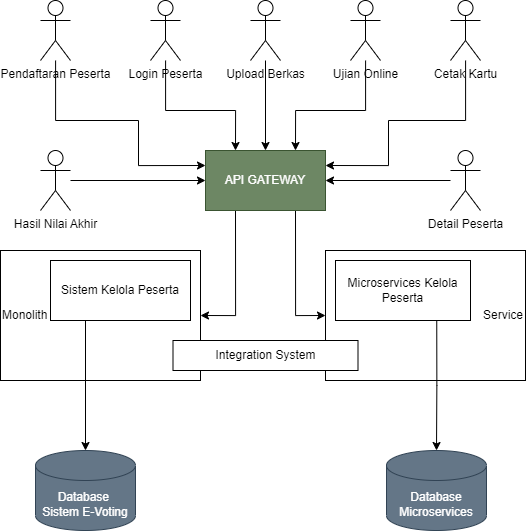 Pendaftaran Peserta
Login Peserta
Upload Berkas
Ujian Online
Cetak Kartu
API GATEWAY
Hasil Nilai Akhir
Detail Peserta
Monolith
Sistem Kelola Peserta
Microservices Kelola
Peserta
Service
Integration System
Database
Sistem E-Voting
Database
Microservices